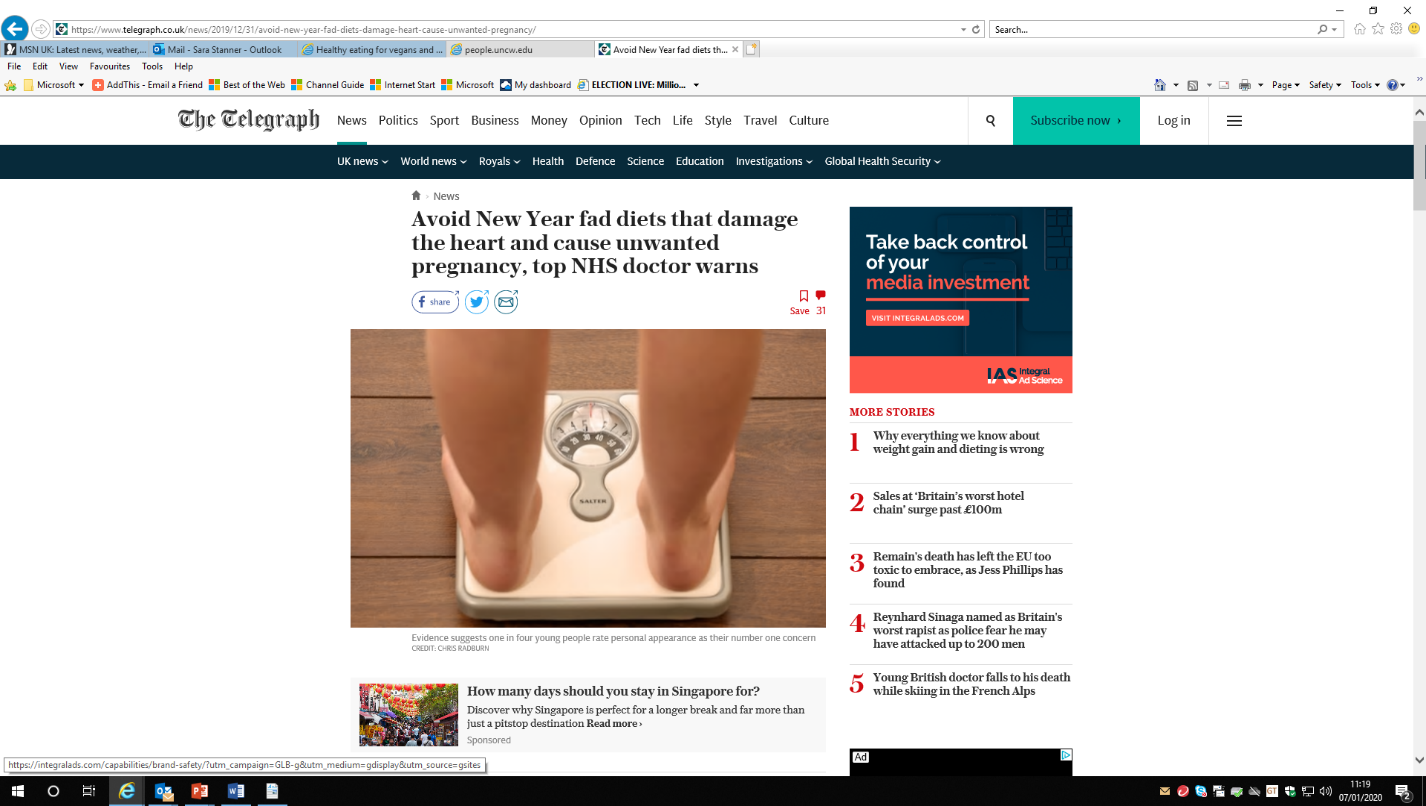 https://www.telegraph.co.uk/news/2019/12/31/avoid-new-year-fad-diets-damage-heart-cause-unwanted-pregnancy/
Search...
MSN UK: Latest news, weather,...
Mail - Sara Stanner - Outlook
Healthy eating for vegans and ...
people.uncw.edu
Avoid New Year fad diets th...
File Edit View Favourites Tools Help
Microsoft AddThis - Email a Friend Best of the Web Channel Guide Internet Start Microsoft My dashboard ELECTION LIVE: Millio...
Page Safety Tools
The Telegraph
News Politics Sport Business Money Opinion Tech Life Style Travel Culture
Subscribe now ›
Log in
UK news World news Royals Health Defence Science Education Investigations Global Health Security
› News
Avoid New Year fad diets that damage
the heart and cause unwanted
pregnancy, top NHS doctor warns
share
Save 31
SALTER
Evidence suggests one in four young people rate personal appearance as their number one concern
CREDIT: CHRIS RADBURN
How many days should you stay in Singapore for?
Discover why Singapore is perfect for a longer break and far more than
just a pitstop destination Read more ›
Sponsored
Take back control
of your
media investment
VISIT INTEGRALADS.COM
IAS Integral
Ad Science
MORE STORIES
1 Why everything we know about
weight gain and dieting is wrong
2 Sales at ‘Britain’s worst hotel
chain’ surge past £100m
3 Remain's death has left the EU too
toxic to embrace, as Jess Phillips has
found
4 Reynhard Sinaga named as Britain's
worst rapist as police fear he may
have attacked up to 200 men
5 Young British doctor falls to his death
while skiing in the French Alps
Ad
https://integralads.com/capabilities/brand-safety/?utm_campaign=GLB-g&utm_medium=gdisplay&utm_source=gsites
11:19
07/01/2020
2